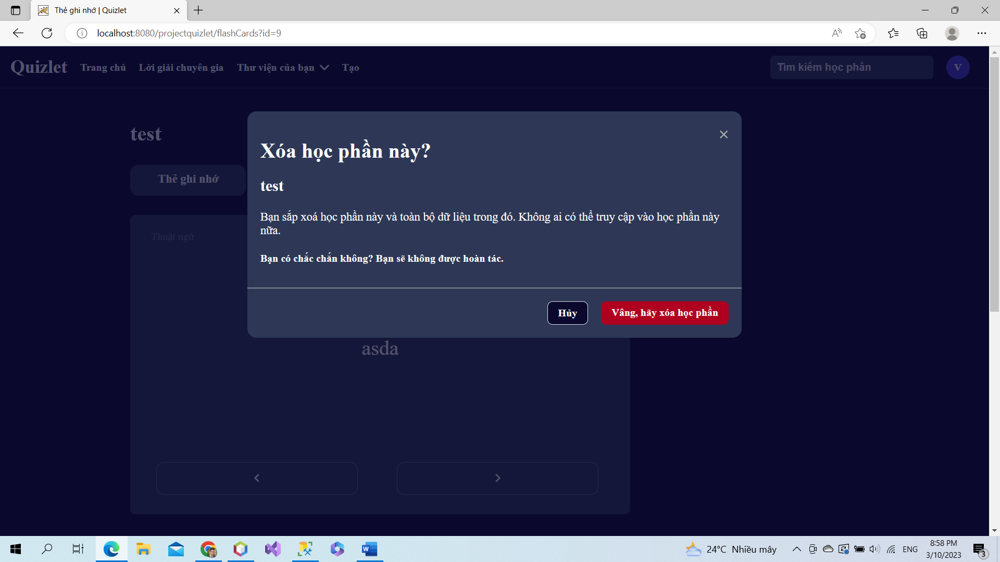 Thẻ ghi nhớ | Quizlet
localhost:8080/projectquizlet/flashCards?id=9
Quizlet Trang chủ Lời giải chuyên gia Thư viện của bạn Tạo Tìm kiếm học phần V
test
Thẻ ghi nhớ
Thuật ngữ
Xóa học phần này?
test
Bạn sắp xoá học phần này và toàn bộ dữ liệu trong đó. Không ai có thể truy cập vào học phần này
nữa.
Bạn có chắc chắn không? Bạn sẽ không được hoàn tác.
Hủy Vâng, hãy xóa học phần
asda
24°C Nhiều mây ENG 8:58 PM
3/10/2023 3